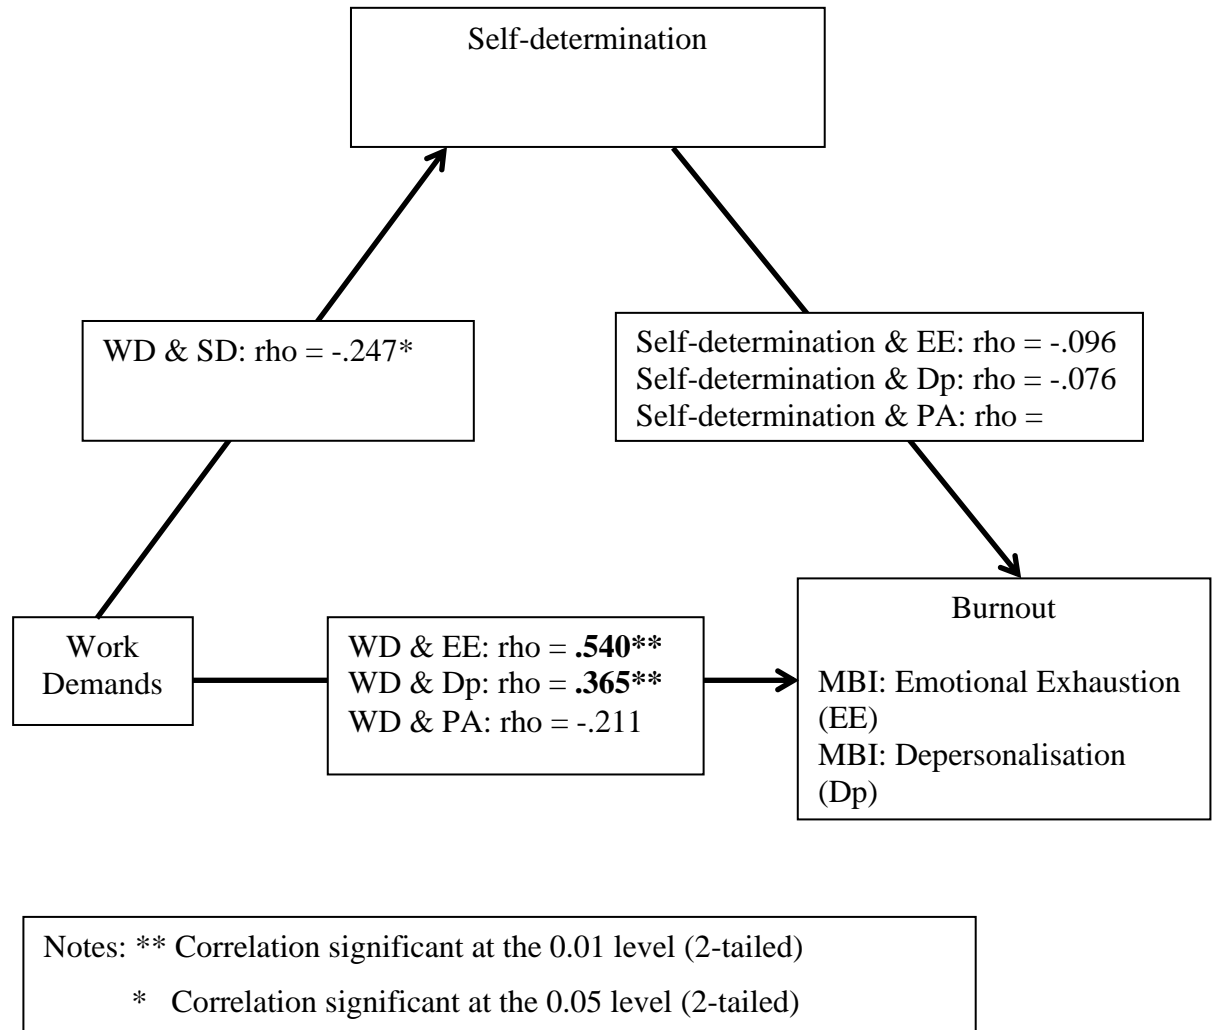 Self-determination
WD & SD: rho = -.247*
Self-determination & EE: rho = -.096
Self-determination & Dp: rho = -.076
Self-determination & PA: rho =
Work
Demands
WD & EE: rho = .540**
WD & Dp: rho = .365**
WD & PA: rho = -.211
Burnout
MBI: Emotional Exhaustion
(EE)
MBI: Depersonalisation
(Dp)
Notes: ** Correlation significant at the 0.01 level (2-tailed)
* Correlation significant at the 0.05 level (2-tailed)